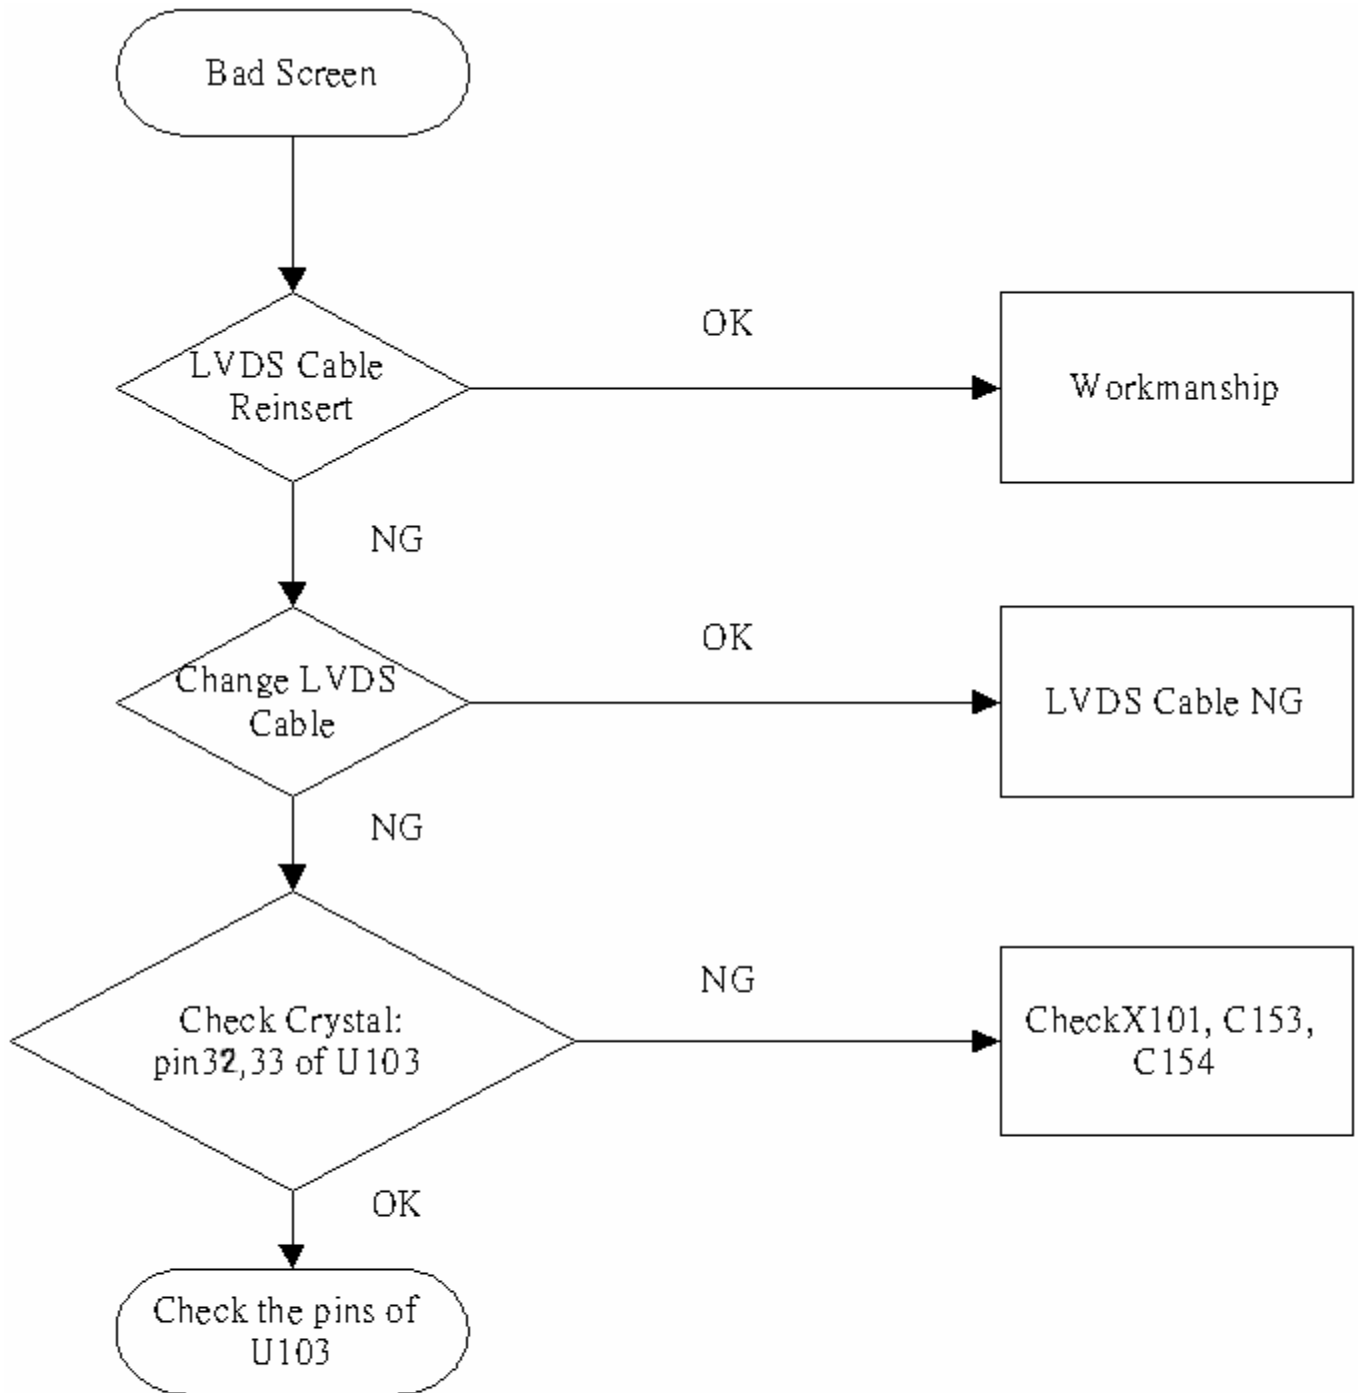 Bad Screen
LVDS Cable
Reinsert
OK
Workmanship
NG
Change LVDS
Cable
OK
LVDS Cable NG
NG
Check Crystal:
pin32,33 of U103
NG
CheckX101, C153,
C154
OK
Check the pins of
U103